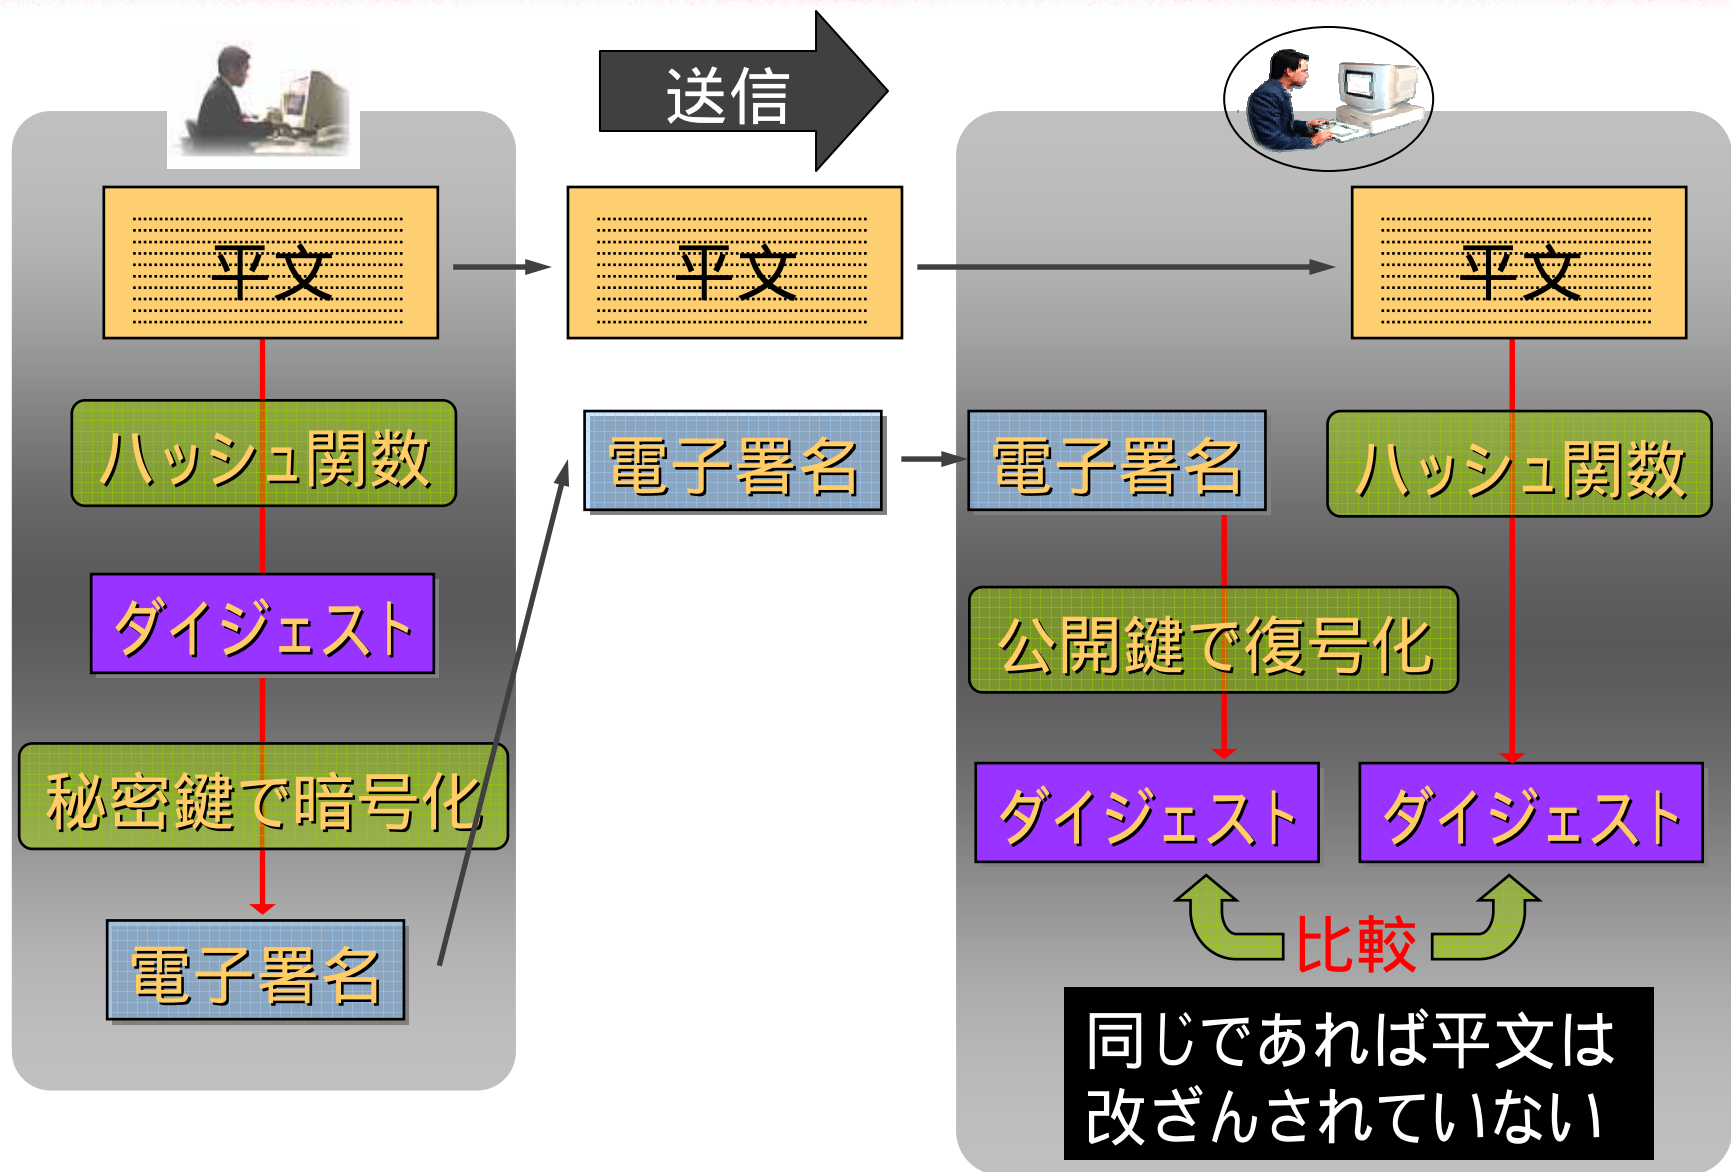 送信
平文
平文
平文
ハッシュ関数
電子署名
電子署名
ハッシュ関数
ダイジェスト
公開鍵で復号化
秘密鍵で暗号化
ダイジェスト
ダイジェスト
電子署名
比較
同じであれば平文は
改ざんされていない